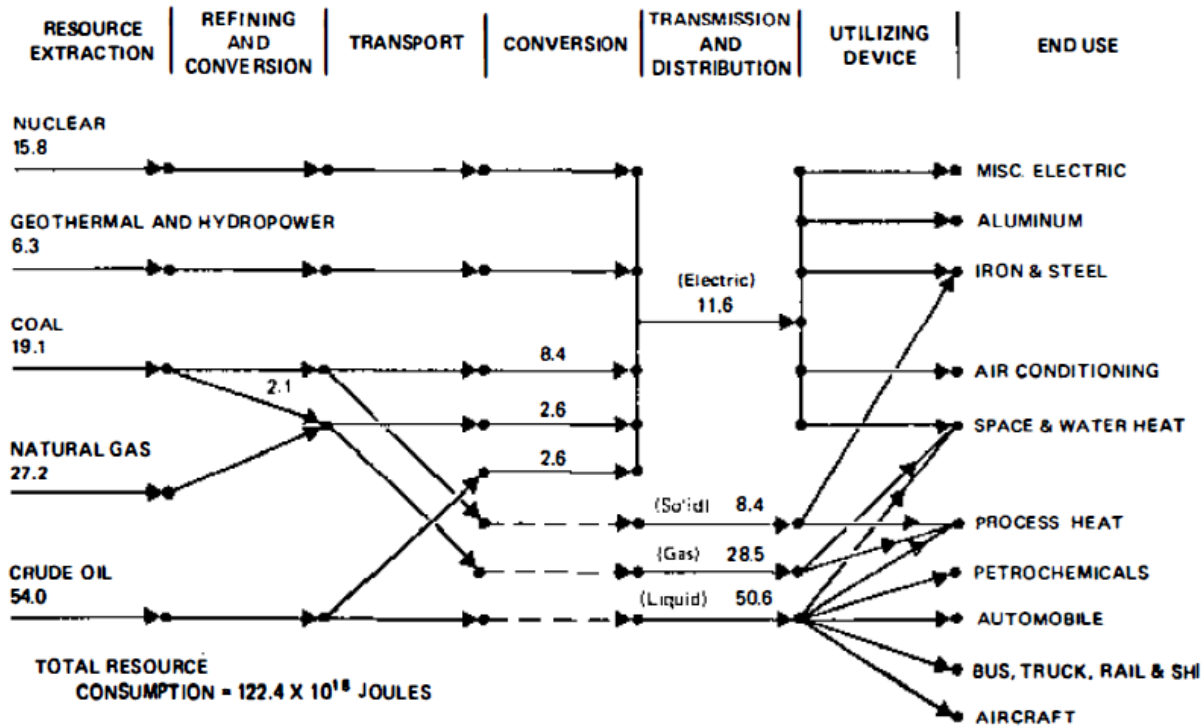 RESOURCE EXTRACTION
REFINING AND CONVERSION
TRANSPORT
CONVERSION
TRANSMISSION AND DISTRIBUTION
UTILIZING DEVICE
END USE
NUCLEAR
15.8
GEOTHERMAL AND HYDROPOWER
6.3
COAL
19.1
2.1
NATURAL GAS
27.2
CRUDE OIL
54.0
8.4
2.6
2.6
(Electric)
11.6
(Solid) 8.4
(Gas) 28.5
(Liquid) 50.6
MISC. ELECTRIC
ALUMINUM
IRON & STEEL
AIR CONDITIONING
SPACE & WATER HEAT
PROCESS HEAT
PETROCHEMICALS
AUTOMOBILE
BUS, TRUCK, RAIL & SHI
AIRCRAFT
TOTAL RESOURCE
CONSUMPTION = 122.4 X 10¹⁸ JOULES